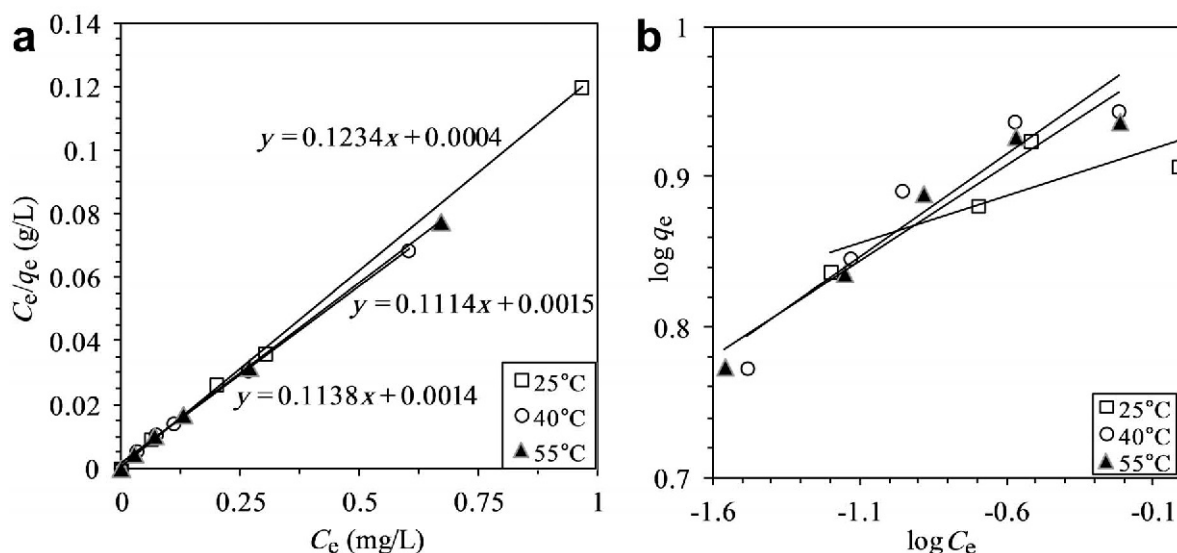 a
0.14
0.12
0.1
0.08
0.06
0.04
0.02
0
y = 0.1234x + 0.0004
y = 0.1114x + 0.0015
y = 0.1138x + 0.0014
25°C
40°C
55°C
0 0.25 0.5 0.75 1
Ce (mg/L)
Ce/qe (g/L)
b
1
0.9
0.8
0.7
25°C
40°C
55°C
-1.6 -1.1 -0.6 -0.1
log Ce
log qe